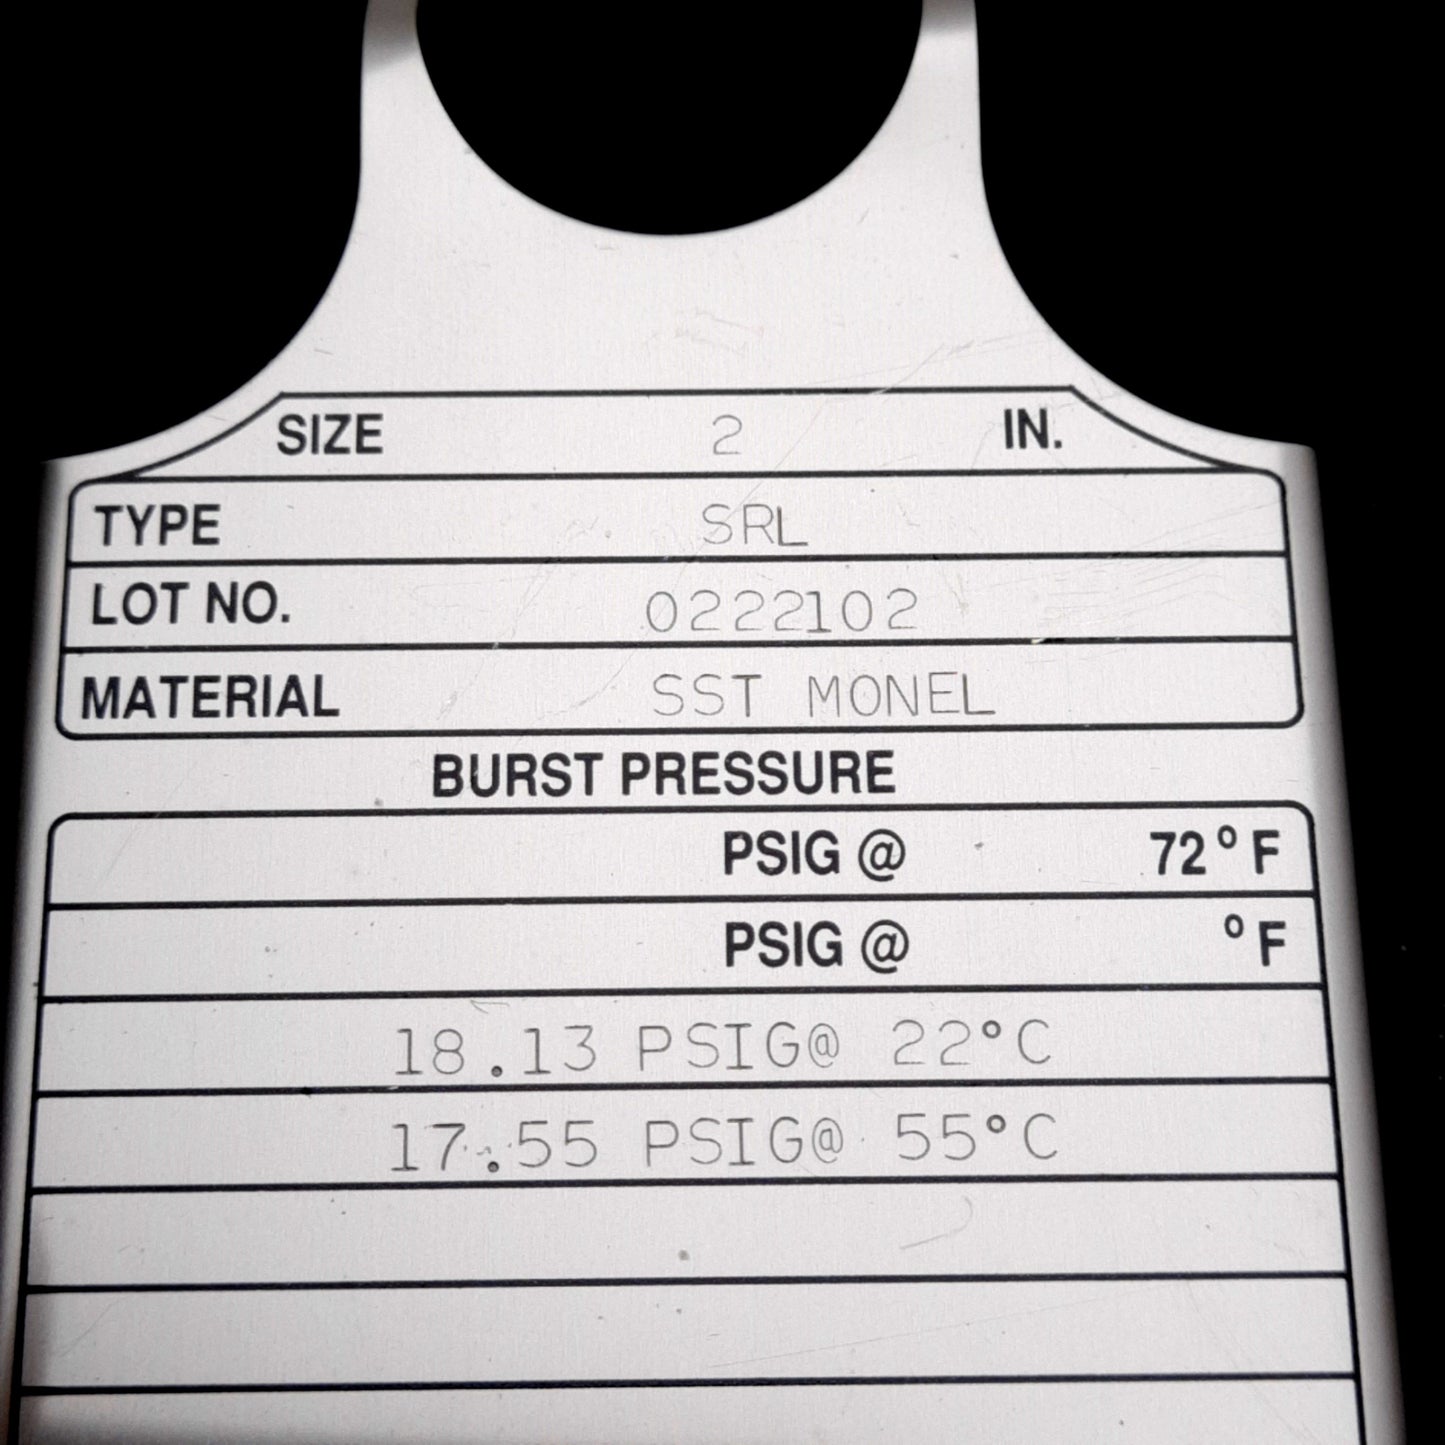 SIZE 2 IN.
TYPE SRL
LOT NO. 0222102
MATERIAL SST MONEL
BURST PRESSURE
PSIG @ 72°F
PSIG @ °F
18.13 PSIG@ 22°C
17.55 PSIG@ 55°C